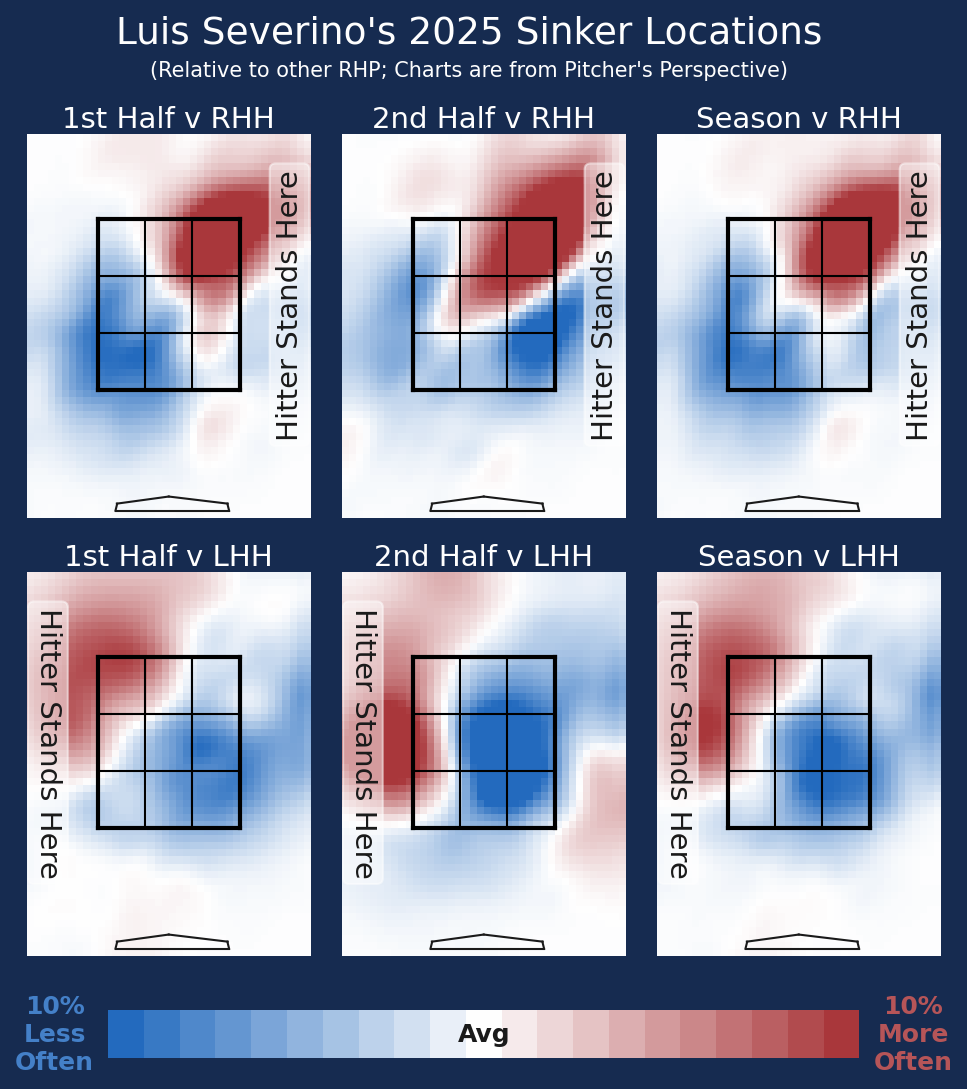 Luis Severino's 2025 Sinker Locations
(Relative to other RHP; Charts are from Pitcher's Perspective)
1st Half v RHH
2nd Half v RHH
Season v RHH
Hitter Stands Here
Hitter Stands Here
Hitter Stands Here
1st Half v LHH
2nd Half v LHH
Season v LHH
Hitter Stands Here
Hitter Stands Here
Hitter Stands Here
10%
Less
Often
Avg
10%
More
Often